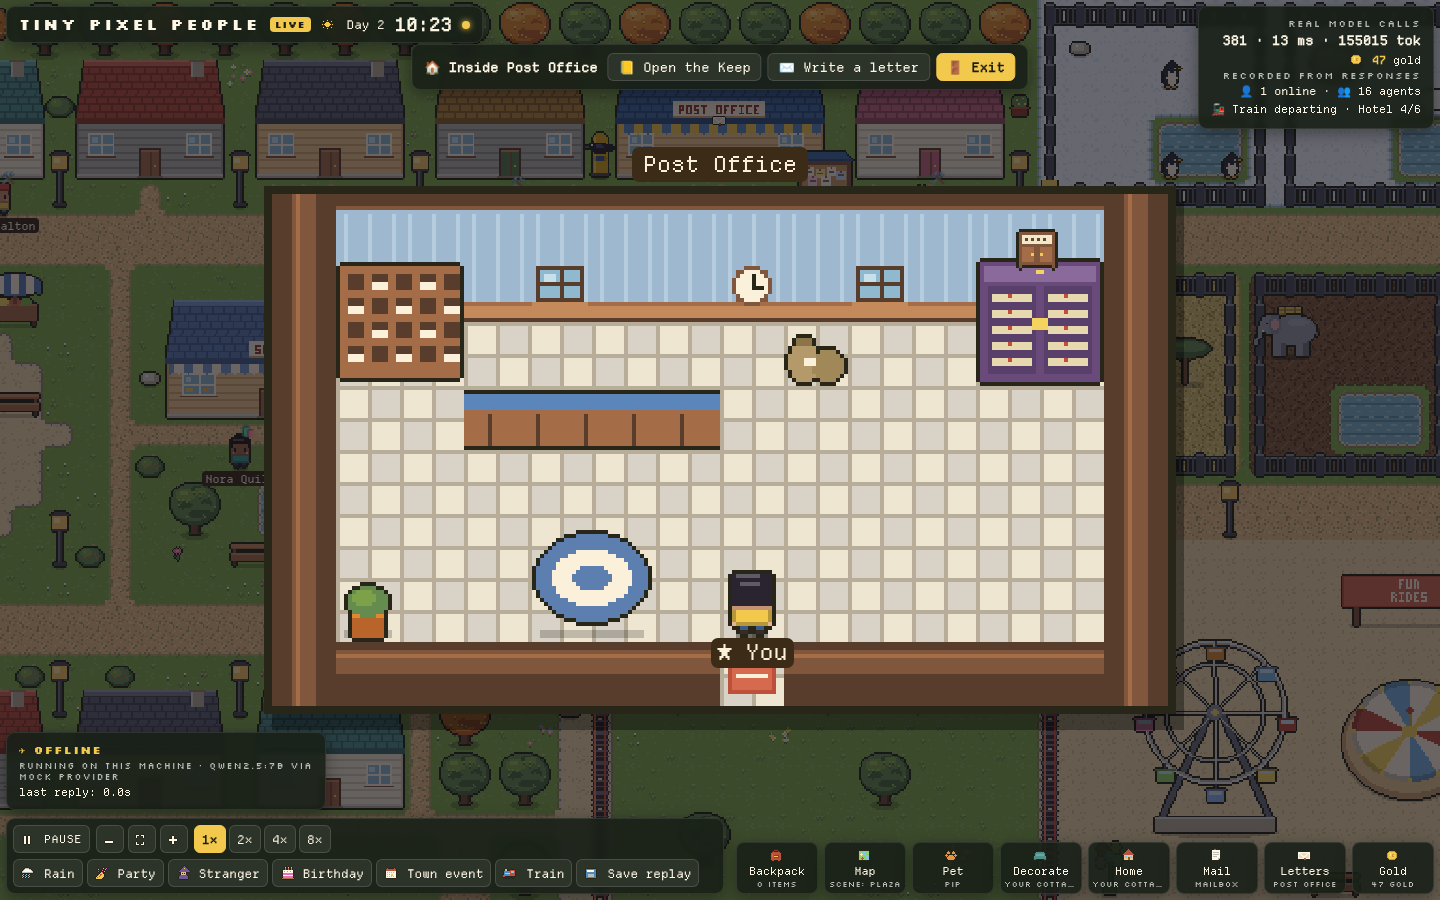 TINY PIXEL PEOPLE LIVE Day 2 10:23
Inside Post Office
Open the Keep
Write a letter
Exit
REAL MODEL CALLS
381 · 13 ms · 155015 tok
47 gold
RECORDED FROM RESPONSES
1 online · 16 agents
Train departing · Hotel 4/6
POST OFFICE
Post Office
alton
S
Nora Qui
FUN
RIDES
You
OFFLINE
RUNNING ON THIS MACHINE · QWEN2.5:7B VIA
MOCK PROVIDER
last reply: 0.0s
PAUSE
1×
2×
4×
8×
Rain
Party
Stranger
Birthday
Town event
Train
Save replay
Backpack
0 ITEMS
Map
SCENE: PLAZA
Pet
PIP
Decorate
YOUR COTTA…
Home
YOUR COTTA…
Mail
MAILBOX
Letters
POST OFFICE
Gold
47 GOLD